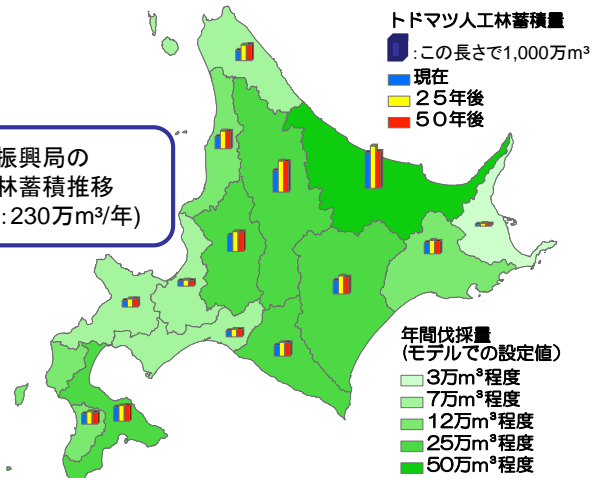 トドマツ人工林蓄積量
:この長さで1,000万m³
現在
25年後
50年後
振興局の
林蓄積推移
:230万m³/年)
年間伐採量
(モデルでの設定値)
3万m³程度
7万m³程度
12万m³程度
25万m³程度
50万m³程度